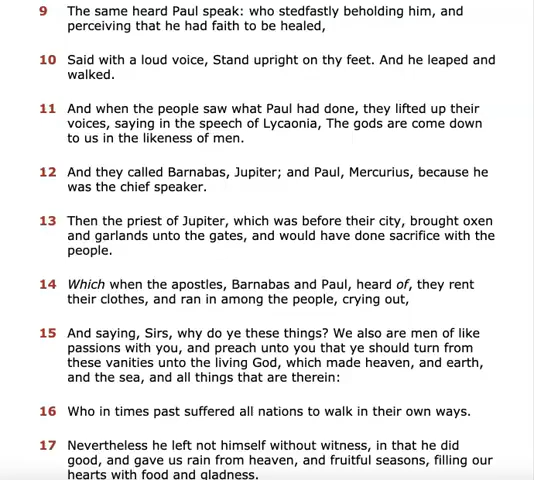 9 The same heard Paul speak: who stedfastly beholding him, and
perceiving that he had faith to be healed,
10 Said with a loud voice, Stand upright on thy feet. And he leaped and
walked.
11 And when the people saw what Paul had done, they lifted up their
voices, saying in the speech of Lycaonia, The gods are come down
to us in the likeness of men.
12 And they called Barnabas, Jupiter; and Paul, Mercurius, because he
was the chief speaker.
13 Then the priest of Jupiter, which was before their city, brought oxen
and garlands unto the gates, and would have done sacrifice with the
people.
14 Which when the apostles, Barnabas and Paul, heard of, they rent
their clothes, and ran in among the people, crying out,
15 And saying, Sirs, why do ye these things? We also are men of like
passions with you, and preach unto you that ye should turn from
these vanities unto the living God, which made heaven, and earth,
and the sea, and all things that are therein:
16 Who in times past suffered all nations to walk in their own ways.
17 Nevertheless he left not himself without witness, in that he did
good, and gave us rain from heaven, and fruitful seasons, filling our
hearts with food and gladness.